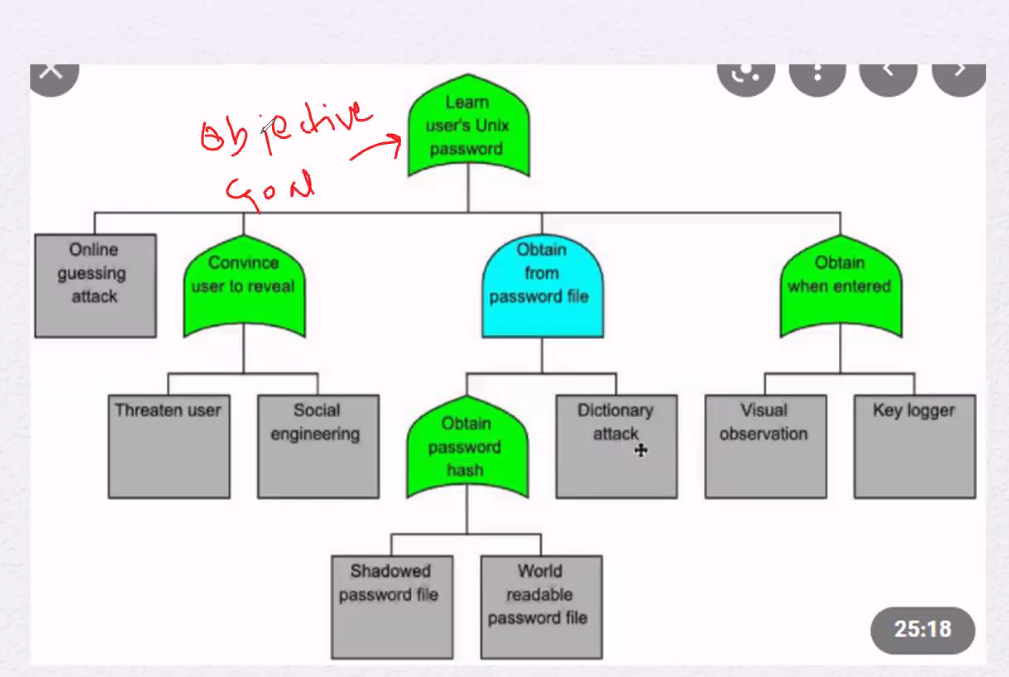 Learn
user's Unix
password
Objective
Goal
Online
guessing
attack
Convince
user to reveal
Obtain
from
password file
Obtain
when entered
Threaten user
Social
engineering
Obtain
password
hash
Dictionary
attack
Visual
observation
Key logger
Shadowed
password file
World
readable
password file
25:18